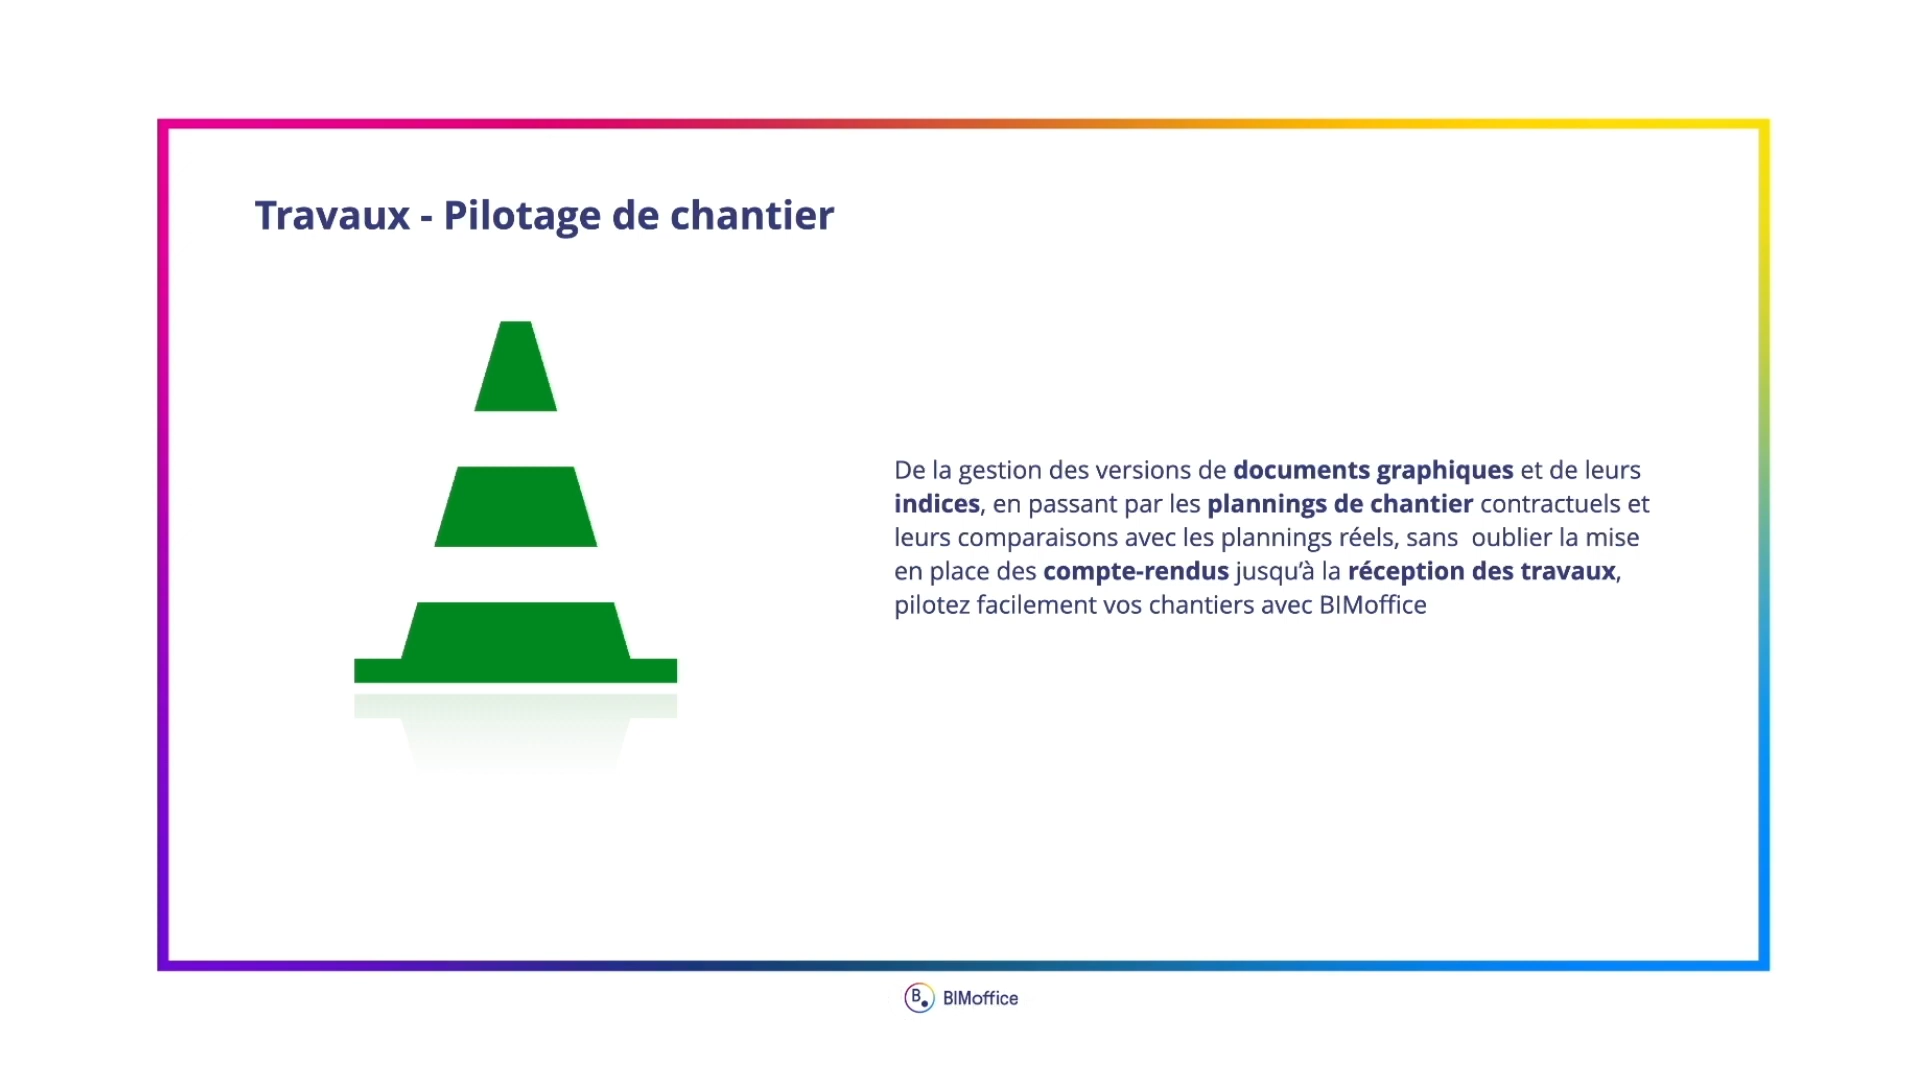 Travaux - Pilotage de chantier
De la gestion des versions de documents graphiques et de leurs
indices, en passant par les plannings de chantier contractuels et
leurs comparaisons avec les plannings réels, sans  oublier la mise
en place des compte-rendus jusqu'à la réception des travaux,
pilotez facilement vos chantiers avec BIMoffice
B. BIMoffice